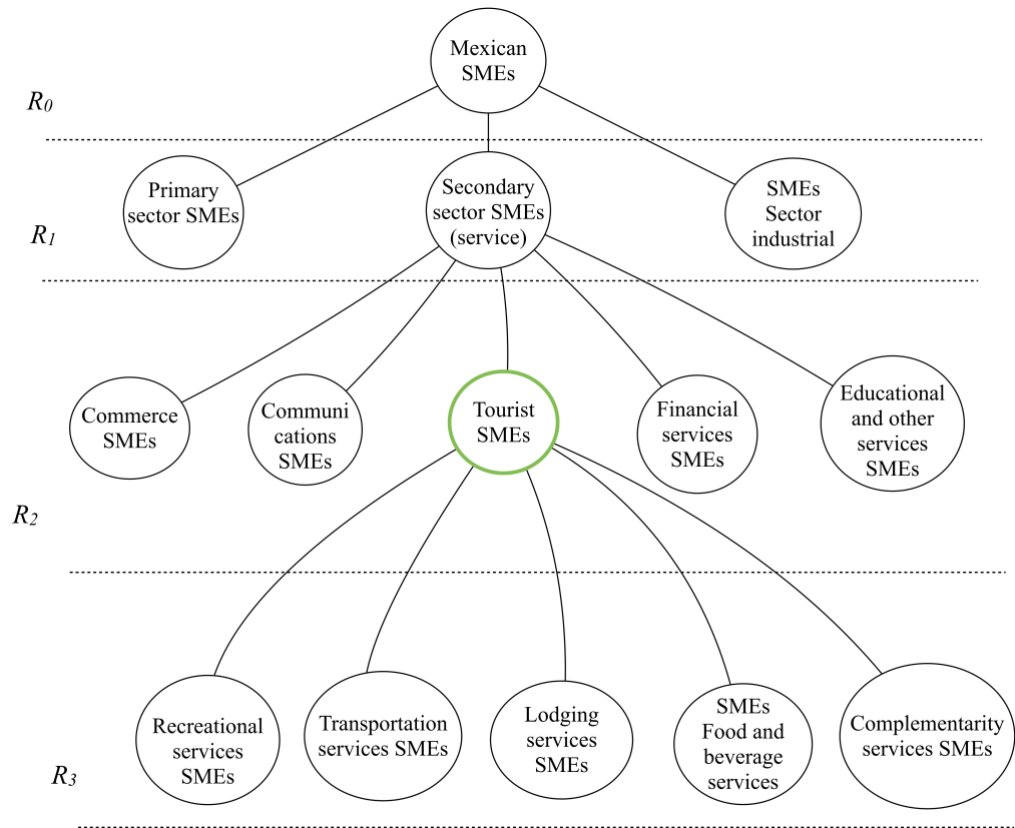 Mexican
SMEs
R0
Primary
sector SMEs
Secondary
sector SMEs
(service)
SMEs
Sector
industrial
R1
Commerce
SMEs
Communi
cations
SMEs
Tourist
SMEs
Financial
services
SMEs
Educational
and other
services
SMEs
R2
Recreational
services
SMEs
Transportation
services SMEs
Lodging
services
SMEs
SMEs
Food and
beverage
services
Complementarity
services SMEs
R3